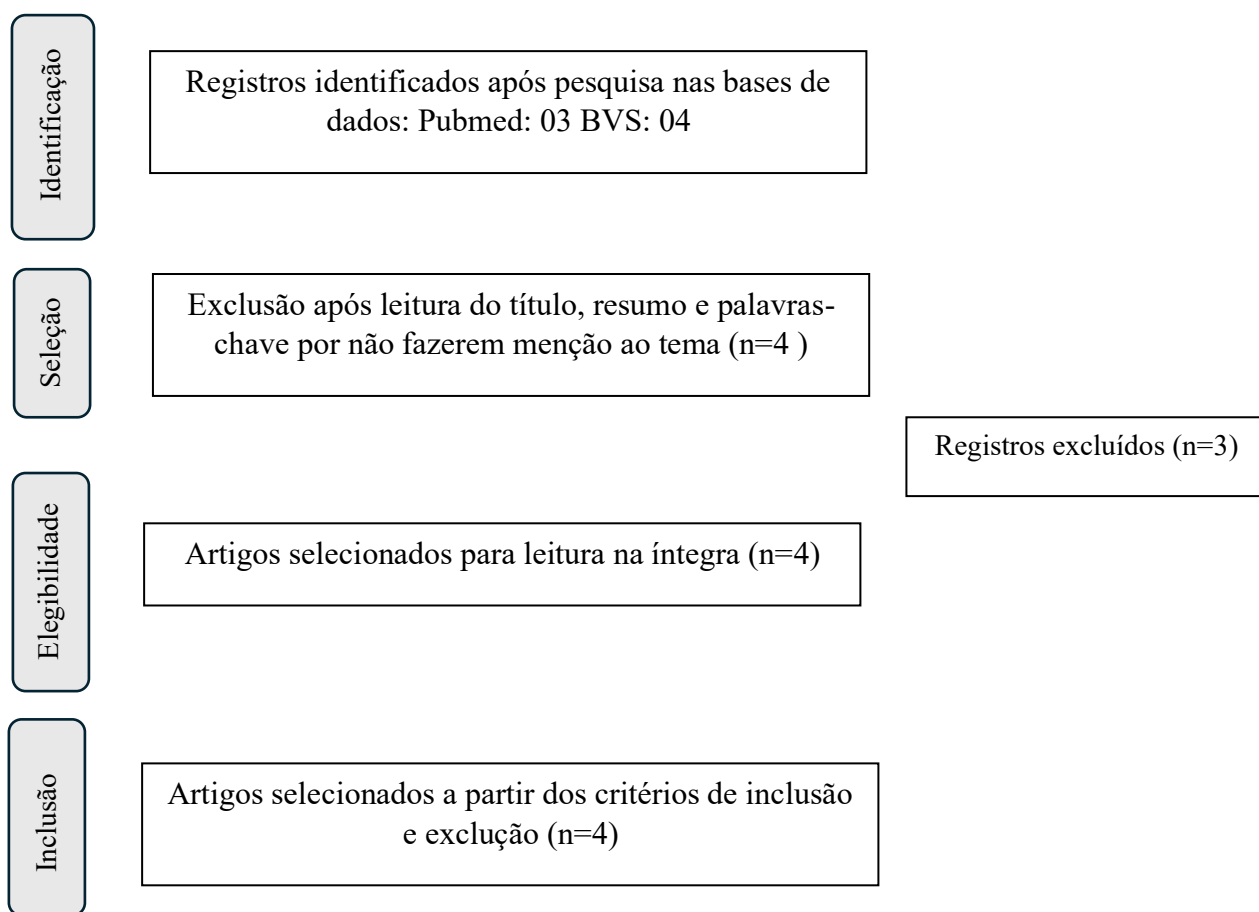 Identificação
Registros identificados após pesquisa nas bases de
dados: Pubmed: 03 BVS: 04
Seleção
Exclusão após leitura do título, resumo e palavras-
chave por não fazerem menção ao tema (n=4 )
Registros excluídos (n=3)
Elegibilidade
Artigos selecionados para leitura na íntegra (n=4)
Inclusão
Artigos selecionados a partir dos critérios de inclusão
e exclução (n=4)